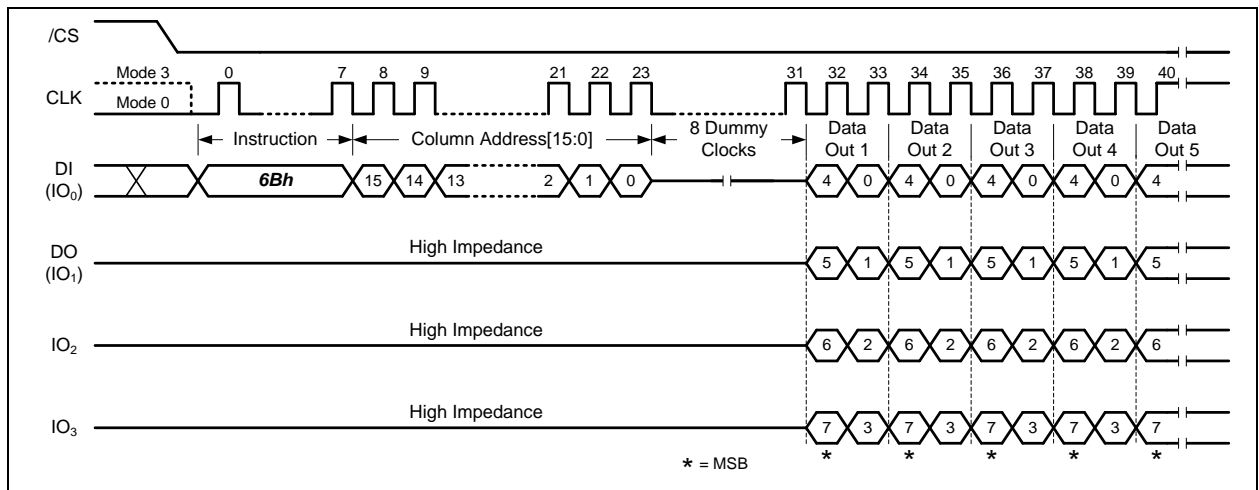 /CS
Mode 3
0 7 8 9 21 22 23 31 32 33 34 35 36 37 38 39 40
CLK
Mode 0
Instruction
Column Address[15:0]
8 Dummy
Clocks
Data
Out 1
Data
Out 2
Data
Out 3
Data
Out 4
Data
Out 5
DI
(IO₀)
6Bh 15 14 13 2 1 0 4 0 4 0 4 0 4 0 4
DO
(IO₁)
High Impedance
5 1 5 1 5 1 5 1 5
IO₂
High Impedance
6 2 6 2 6 2 6 2 6
IO₃
High Impedance
7 3 7 3 7 3 7 3 7
* * * * *
* = MSB